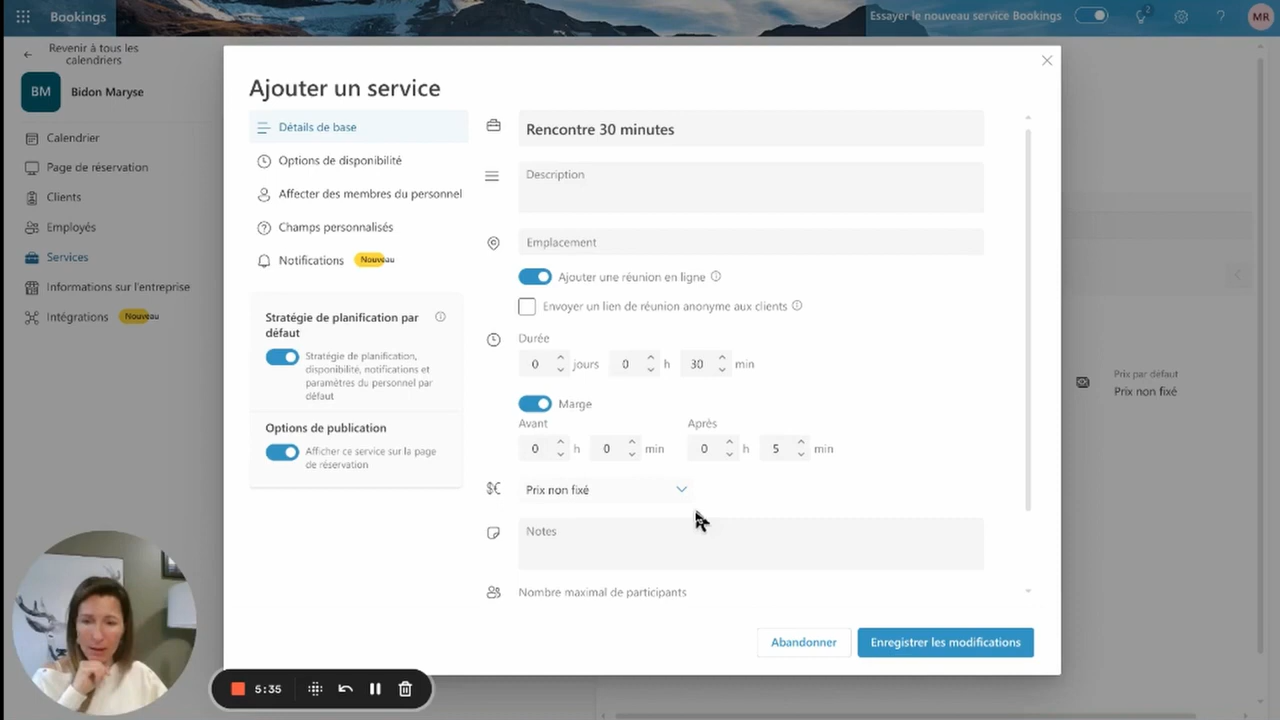 Bookings
Essayer le nouveau service Bookings
2
?
MR
Revenir à tous les
calendriers
BM
Bidon Maryse
Calendrier
Page de réservation
Clients
Employés
Services
Informations sur l'entreprise
Intégrations
Nouveau
Ajouter un service
Détails de base
Options de disponibilité
Affecter des membres du personnel
Champs personnalisés
Notifications
Nouveau
Stratégie de planification par
défaut
Stratégie de planification,
disponibilité, notifications et
paramètres du personnel par
défaut
Options de publication
Afficher ce service sur la page
de réservation
Rencontre 30 minutes
Description
Emplacement
Ajouter une réunion en ligne
Envoyer un lien de réunion anonyme aux clients
Durée
0 jours 0 h 30 min
Marge
Avant Après
0 h 0 min 0 h 5 min
$€ Prix non fixé
Notes
Nombre maximal de participants
Abandonner
Enregistrer les modifications
Prix par défaut
Prix non fixé
5:35